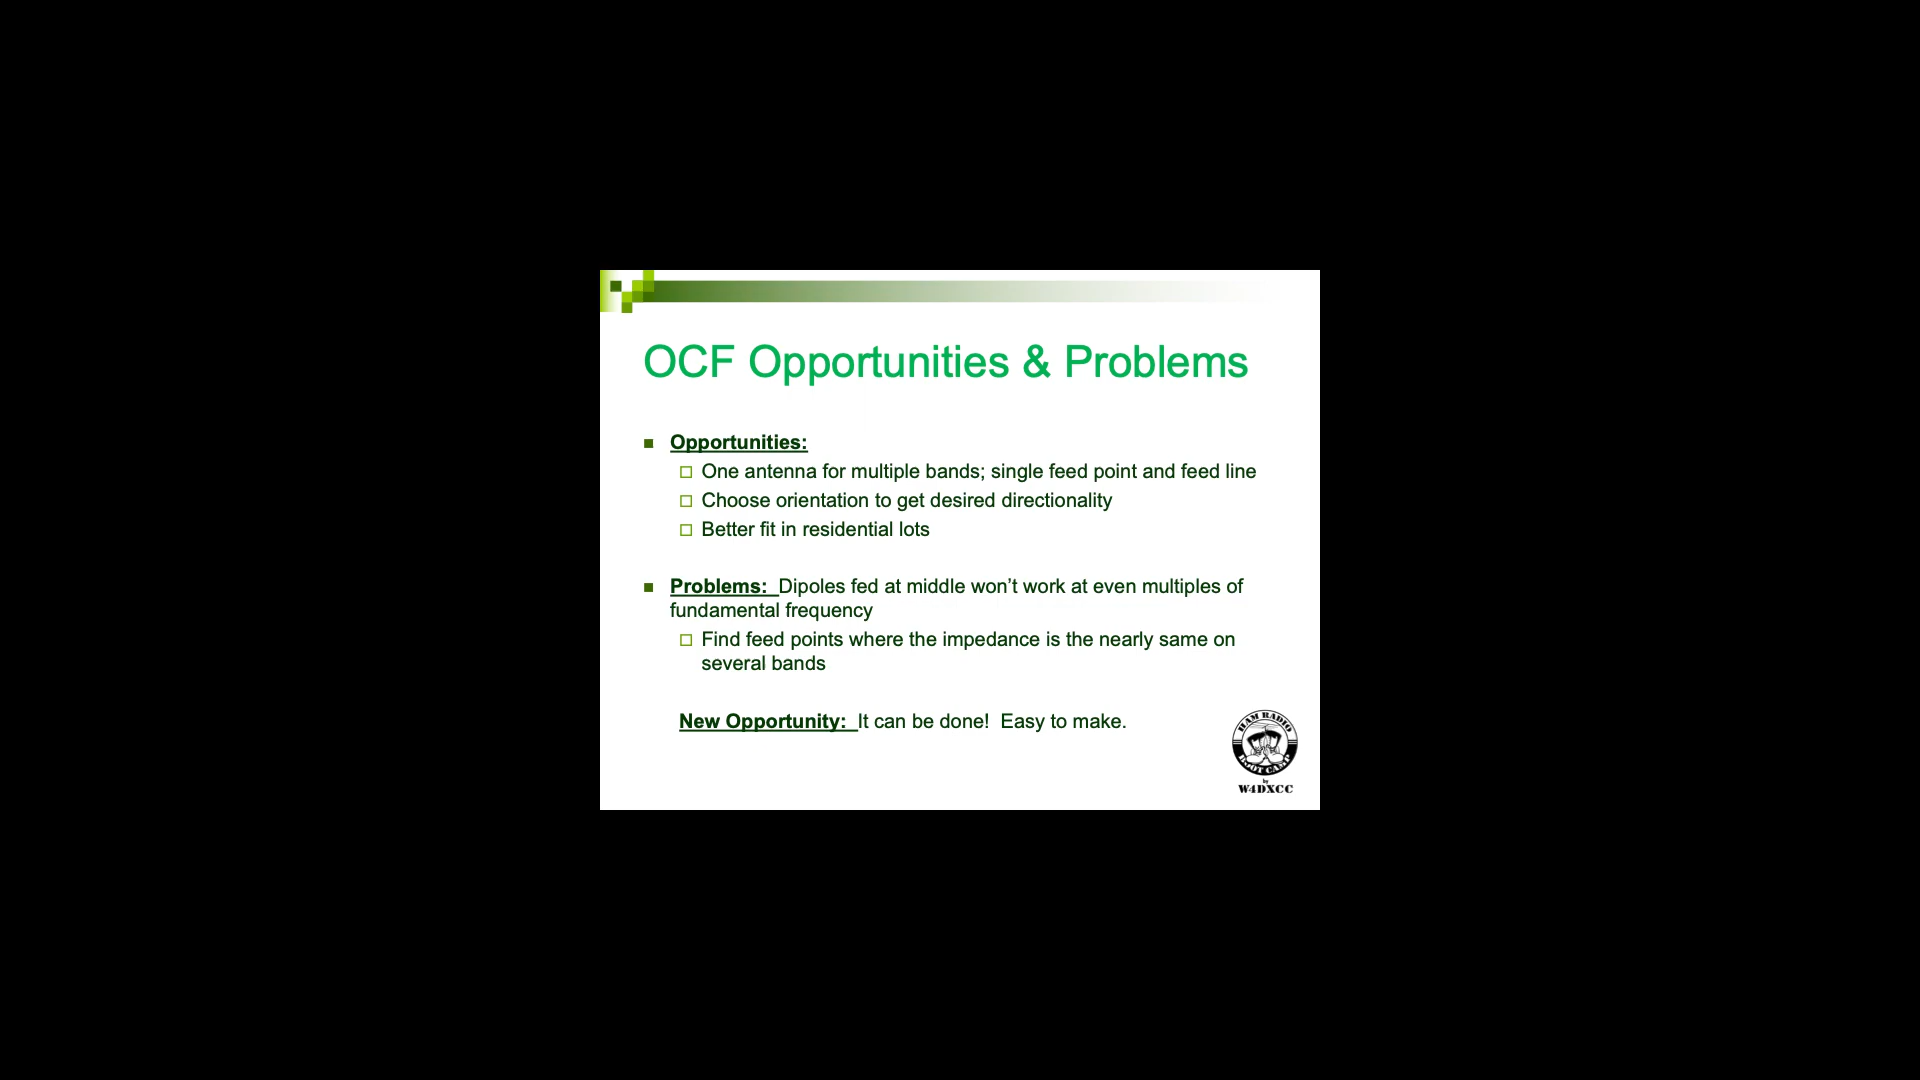 OCF Opportunities & Problems
Opportunities:
One antenna for multiple bands; single feed point and feed line
Choose orientation to get desired directionality
Better fit in residential lots
Problems: Dipoles fed at middle won’t work at even multiples of
fundamental frequency
Find feed points where the impedance is the nearly same on
several bands
New Opportunity: It can be done! Easy to make.
HAM RADIO
BOOT CAMP
by
W4DXCC